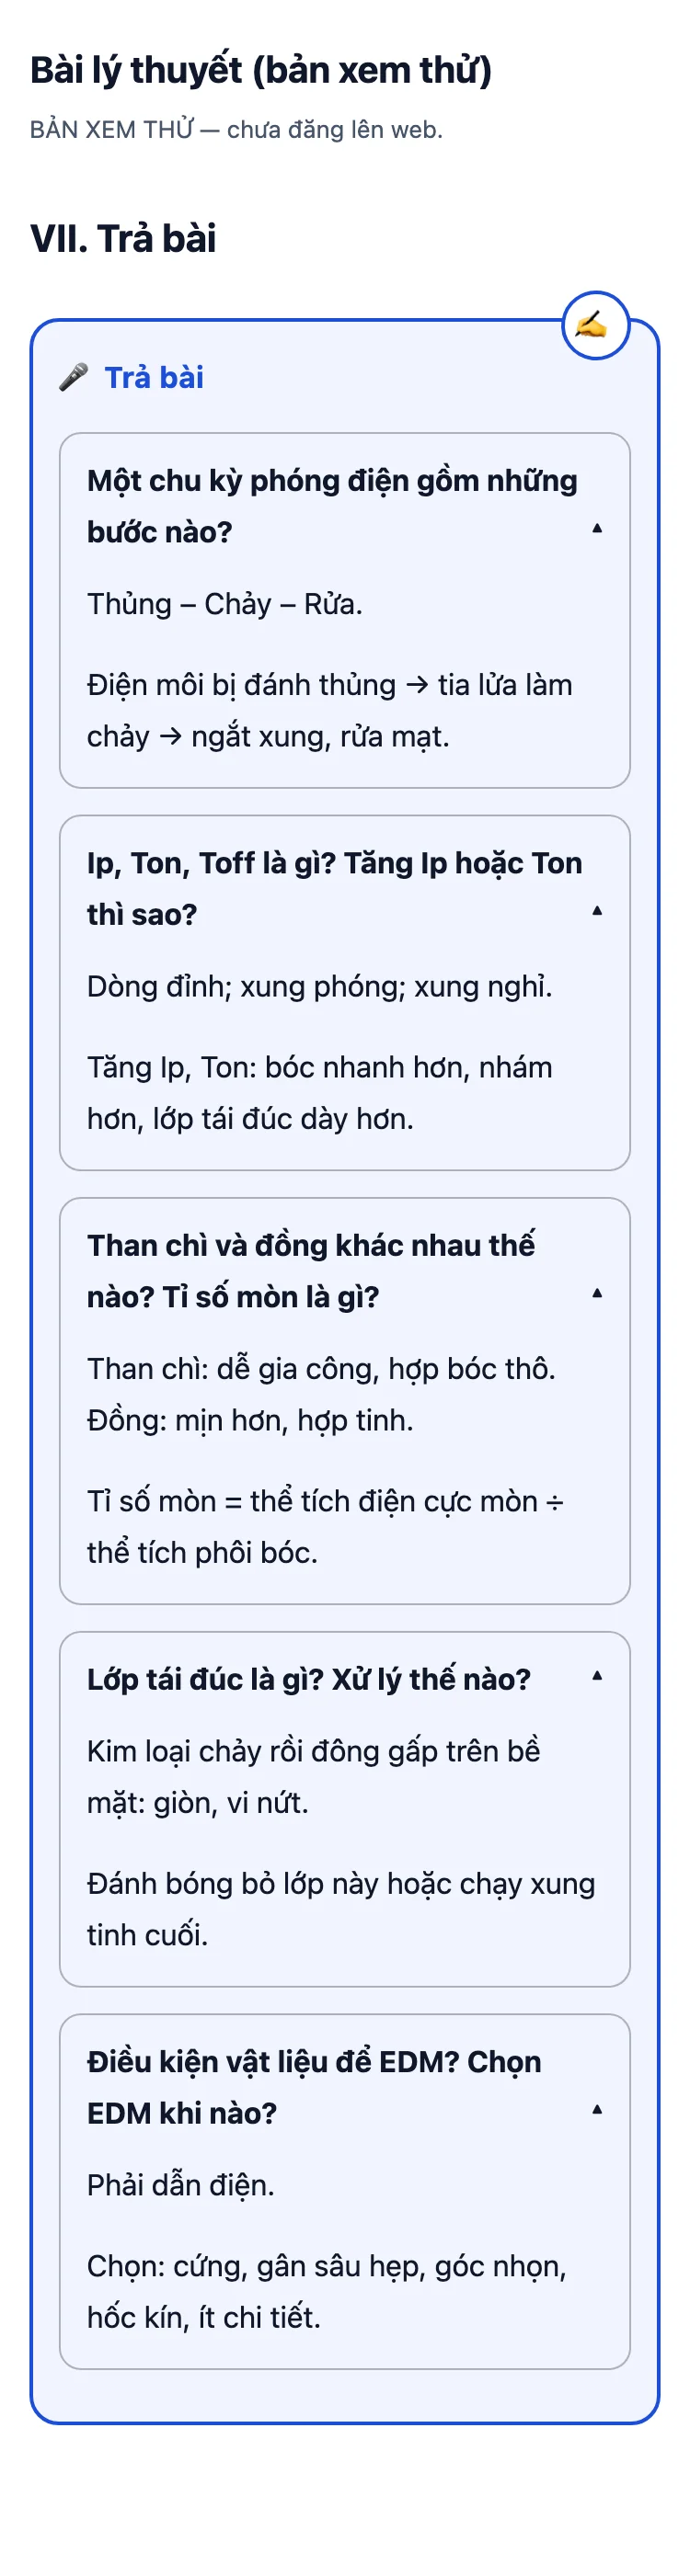 Bài lý thuyết (bản xem thử)
BẢN XEM THỬ — chưa đăng lên web.
VII. Trả bài
Trả bài
Một chu kỳ phóng điện gồm những
bước nào?
Thủng – Chảy – Rửa.
Điện môi bị đánh thủng → tia lửa làm
chảy → ngắt xung, rửa mạt.
Ip, Ton, Toff là gì? Tăng Ip hoặc Ton
thì sao?
Dòng đỉnh; xung phóng; xung nghỉ.
Tăng Ip, Ton: bóc nhanh hơn, nhám
hơn, lớp tái đúc dày hơn.
Than chì và đồng khác nhau thế
nào? Tỉ số mòn là gì?
Than chì: dễ gia công, hợp bóc thô.
Đồng: mịn hơn, hợp tinh.
Tỉ số mòn = thể tích điện cực mòn ÷
thể tích phôi bóc.
Lớp tái đúc là gì? Xử lý thế nào?
Kim loại chảy rồi đông gấp trên bề
mặt: giòn, vi nứt.
Đánh bóng bỏ lớp này hoặc chạy xung
tinh cuối.
Điều kiện vật liệu để EDM? Chọn
EDM khi nào?
Phải dẫn điện.
Chọn: cứng, gân sâu hẹp, góc nhọn,
hốc kín, ít chi tiết.